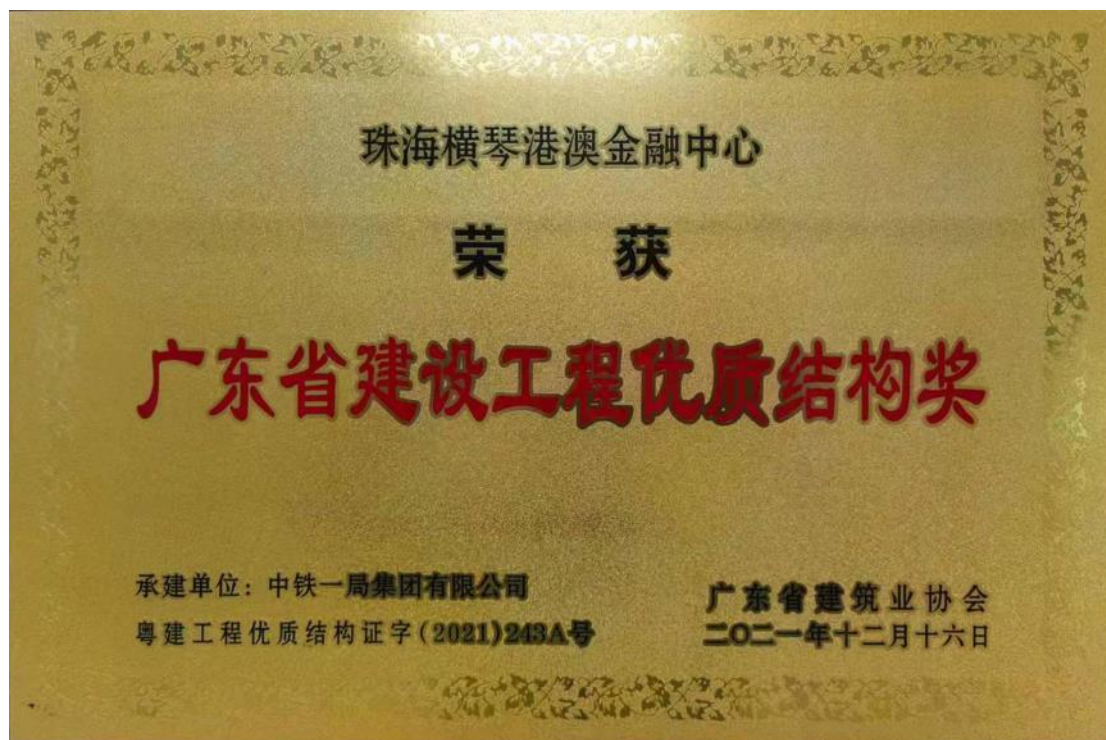 珠海横琴港澳金融中心
荣获
广东省建设工程优质结构奖
承建单位：中铁一局集团有限公司
粤建工程优质结构证字(2021)243A号
广东省建筑业协会
二〇二一年十二月十六日